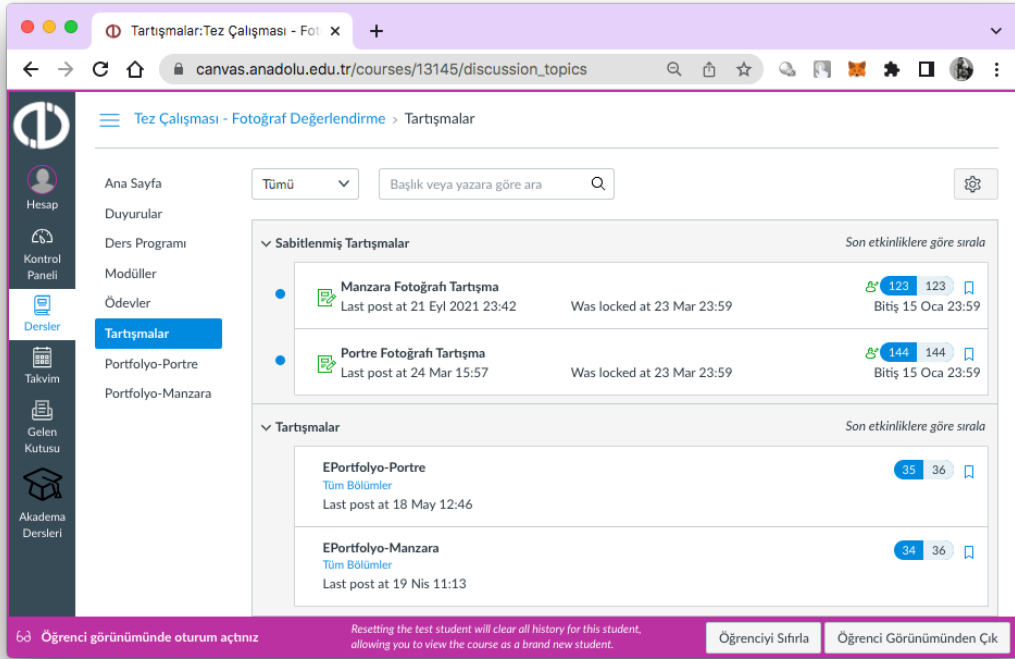 Tartışmalar:Tez Çalışması - Fot
canvas.anadolu.edu.tr/courses/13145/discussion_topics
Tez Çalışması - Fotoğraf Değerlendirme › Tartışmalar
Hesap
Kontrol
Paneli
Dersler
Takvim
Gelen
Kutusu
Akadema
Dersleri
Ana Sayfa
Duyurular
Ders Programı
Modüller
Ödevler
Tartışmalar
Portfolyo-Portre
Portfolyo-Manzara
Tümü
Başlık veya yazara göre ara
Sabitlenmiş Tartışmalar
Son etkinliklere göre sırala
Manzara Fotoğrafı Tartışma
123 123
Last post at 21 Eyl 2021 23:42 Was locked at 23 Mar 23:59 Bitiş 15 Oca 23:59
Portre Fotoğrafı Tartışma
144 144
Last post at 24 Mar 15:57 Was locked at 23 Mar 23:59 Bitiş 15 Oca 23:59
Tartışmalar
Son etkinliklere göre sırala
EPortfolyo-Portre
35 36
Tüm Bölümler
Last post at 18 May 12:46
EPortfolyo-Manzara
34 36
Tüm Bölümler
Last post at 19 Nis 11:13
Öğrenci görünümünde oturum açtınız
Resetting the test student will clear all history for this student,
allowing you to view the course as a brand new student.
Öğrenciyi Sıfırla
Öğrenci Görünümünden Çık